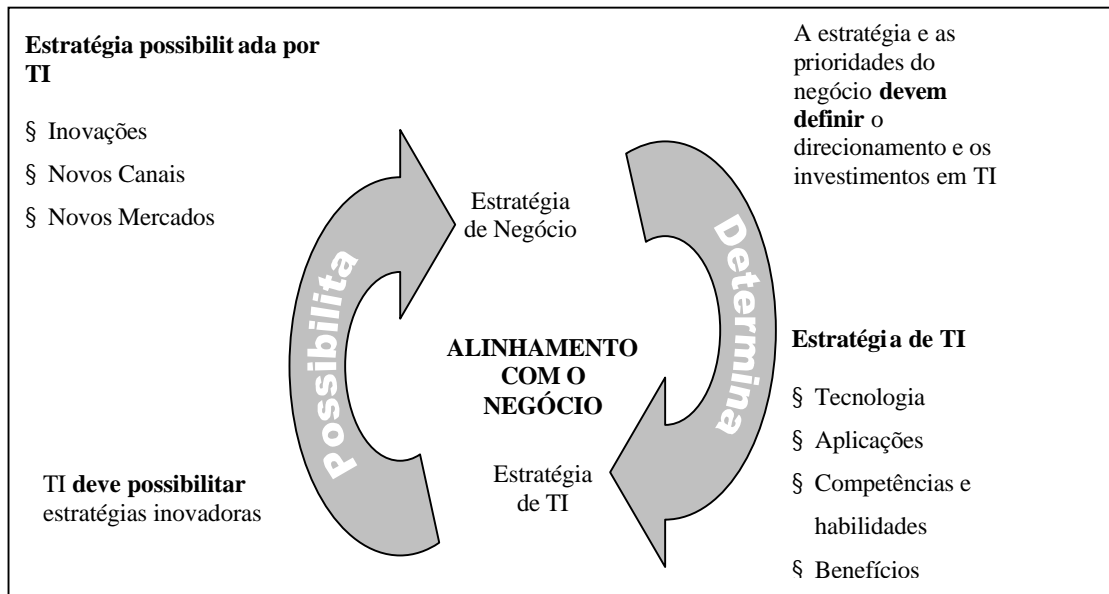 Estratégia possibilit ada por
TI
§ Inovações
§ Novos Canais
§ Novos Mercados
A estratégia e as
prioridades do
negócio devem
definir o
direcionamento e os
investimentos em TI
Estratégia
de Negócio
Possibilita
Determina
ALINHAMENTO
COM O
NEGÓCIO
Estratégia de TI
§ Tecnologia
§ Aplicações
§ Competências e
habilidades
§ Benefícios
Estratégia
de TI
TI deve possibilitar
estratégias inovadoras